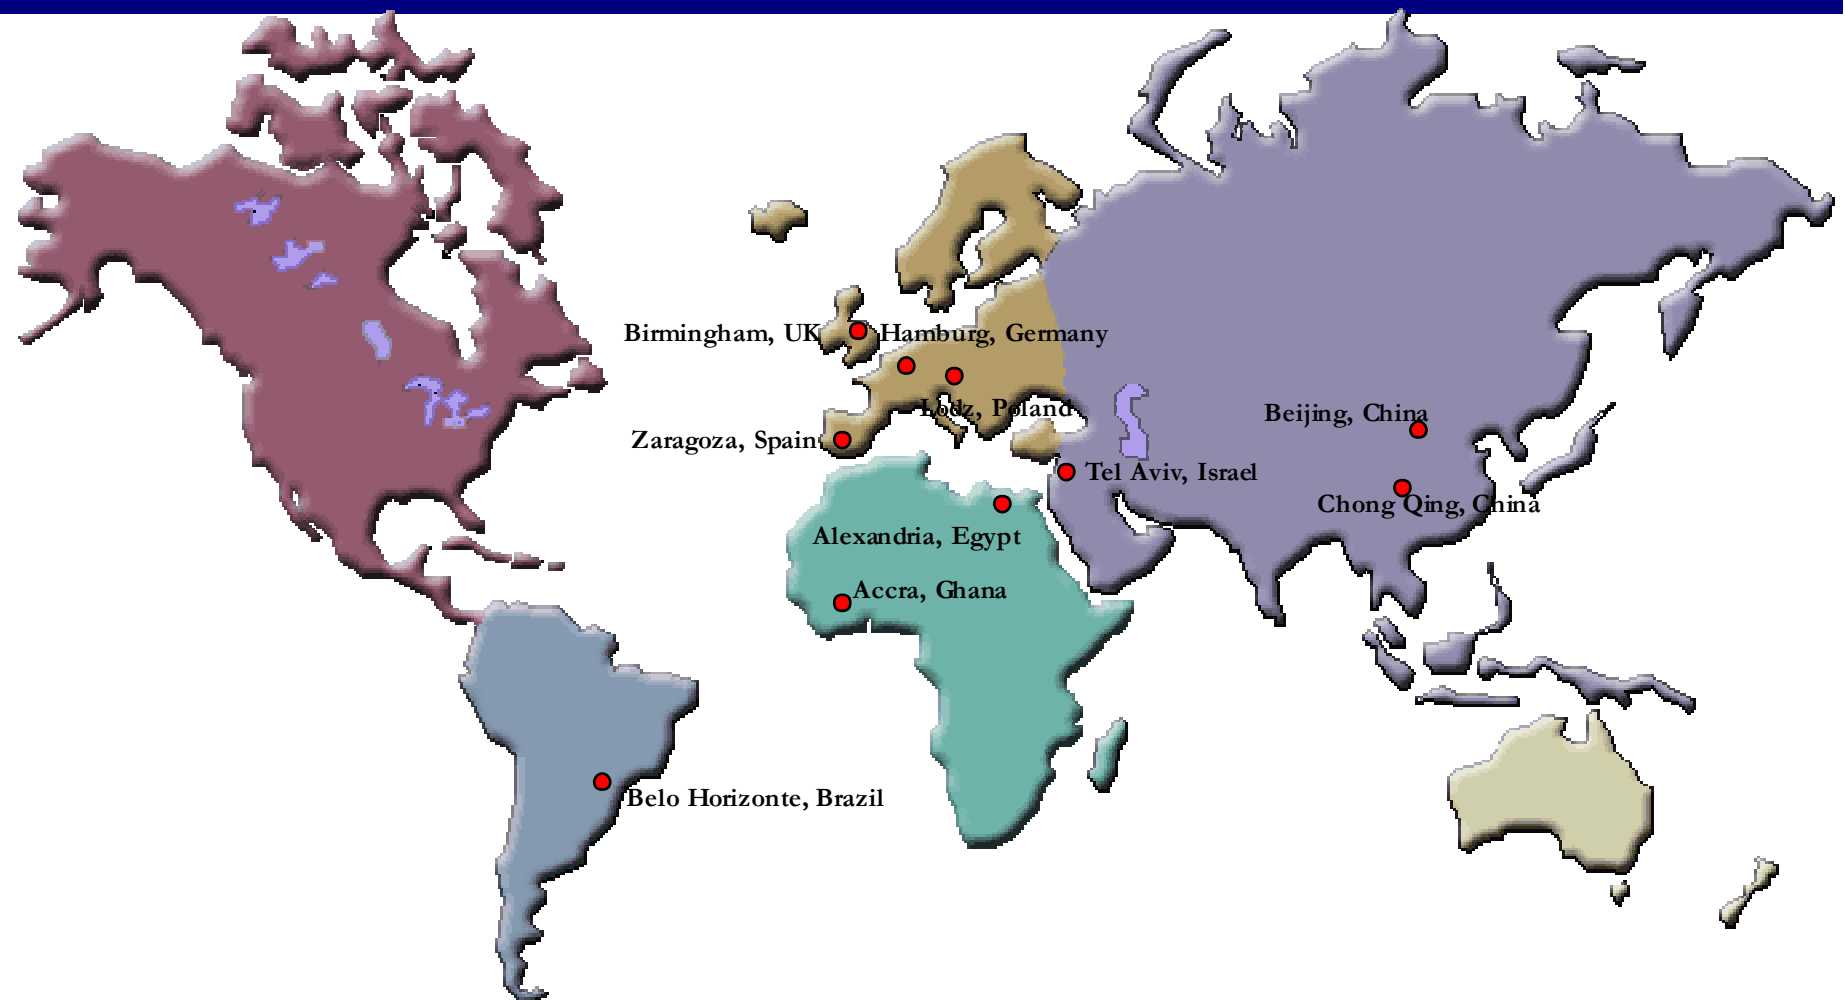 Birmingham, UK
Hamburg, Germany
Lodz, Poland
Beijing, China
Zaragoza, Spain
Tel Aviv, Israel
Chong Qing, China
Alexandria, Egypt
Accra, Ghana
Belo Horizonte, Brazil